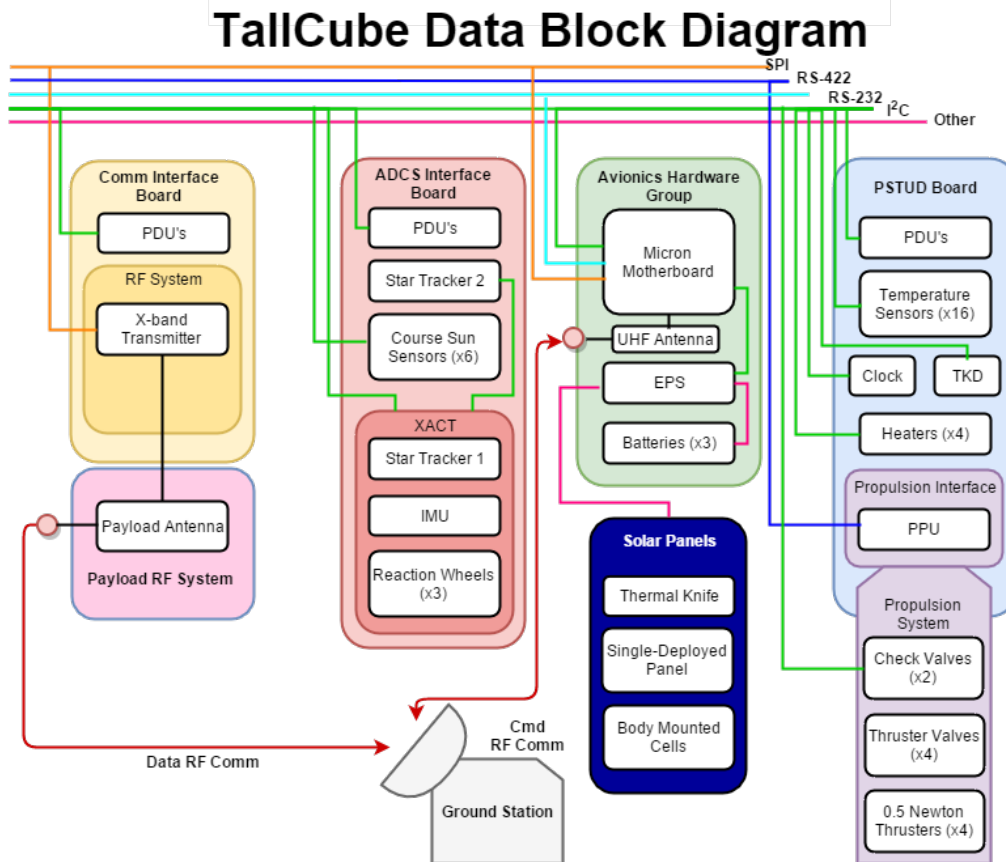 TallCube Data Block Diagram
SPI
RS-422
RS-232
I²C
Other
Comm Interface
Board
PDU's
RF System
X-band
Transmitter
Payload Antenna
Payload RF System
ADCS Interface
Board
PDU's
Star Tracker 2
Course Sun
Sensors (x6)
XACT
Star Tracker 1
IMU
Reaction Wheels
(x3)
Avionics Hardware
Group
Micron
Motherboard
UHF Antenna
EPS
Batteries (x3)
Solar Panels
Thermal Knife
Single-Deployed
Panel
Body Mounted
Cells
PSTUD Board
PDU's
Temperature
Sensors (x16)
Clock
TKD
Heaters (x4)
Propulsion Interface
PPU
Propulsion
System
Check Valves
(x2)
Thruster Valves
(x4)
0.5 Newton
Thrusters (x4)
Data RF Comm
Cmd
RF Comm
Ground Station